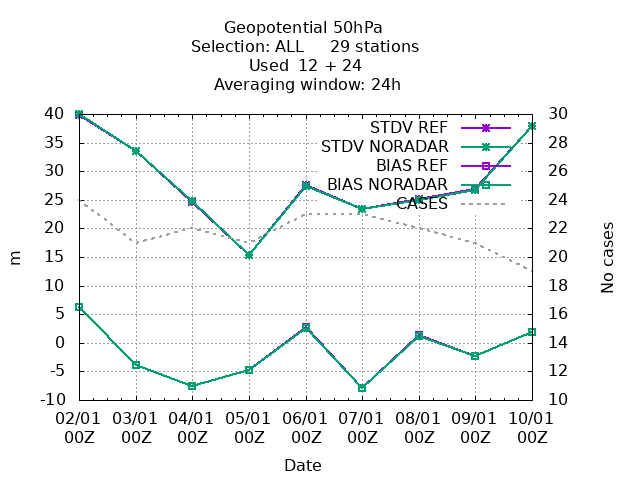 Geopotential 50hPa
Selection: ALL 29 stations
Used 12 + 24
Averaging window: 24h
40 30
35 28
30 26
25 24
20 22
15 20
10 18
5 16
0 14
-5 12
-10 10
STDV REF
STDV NORADAR
BIAS REF
BIAS NORADAR
CASES
m
No cases
02/01 03/01 04/01 05/01 06/01 07/01 08/01 09/01 10/01
00Z 00Z 00Z 00Z 00Z 00Z 00Z 00Z 00Z
Date